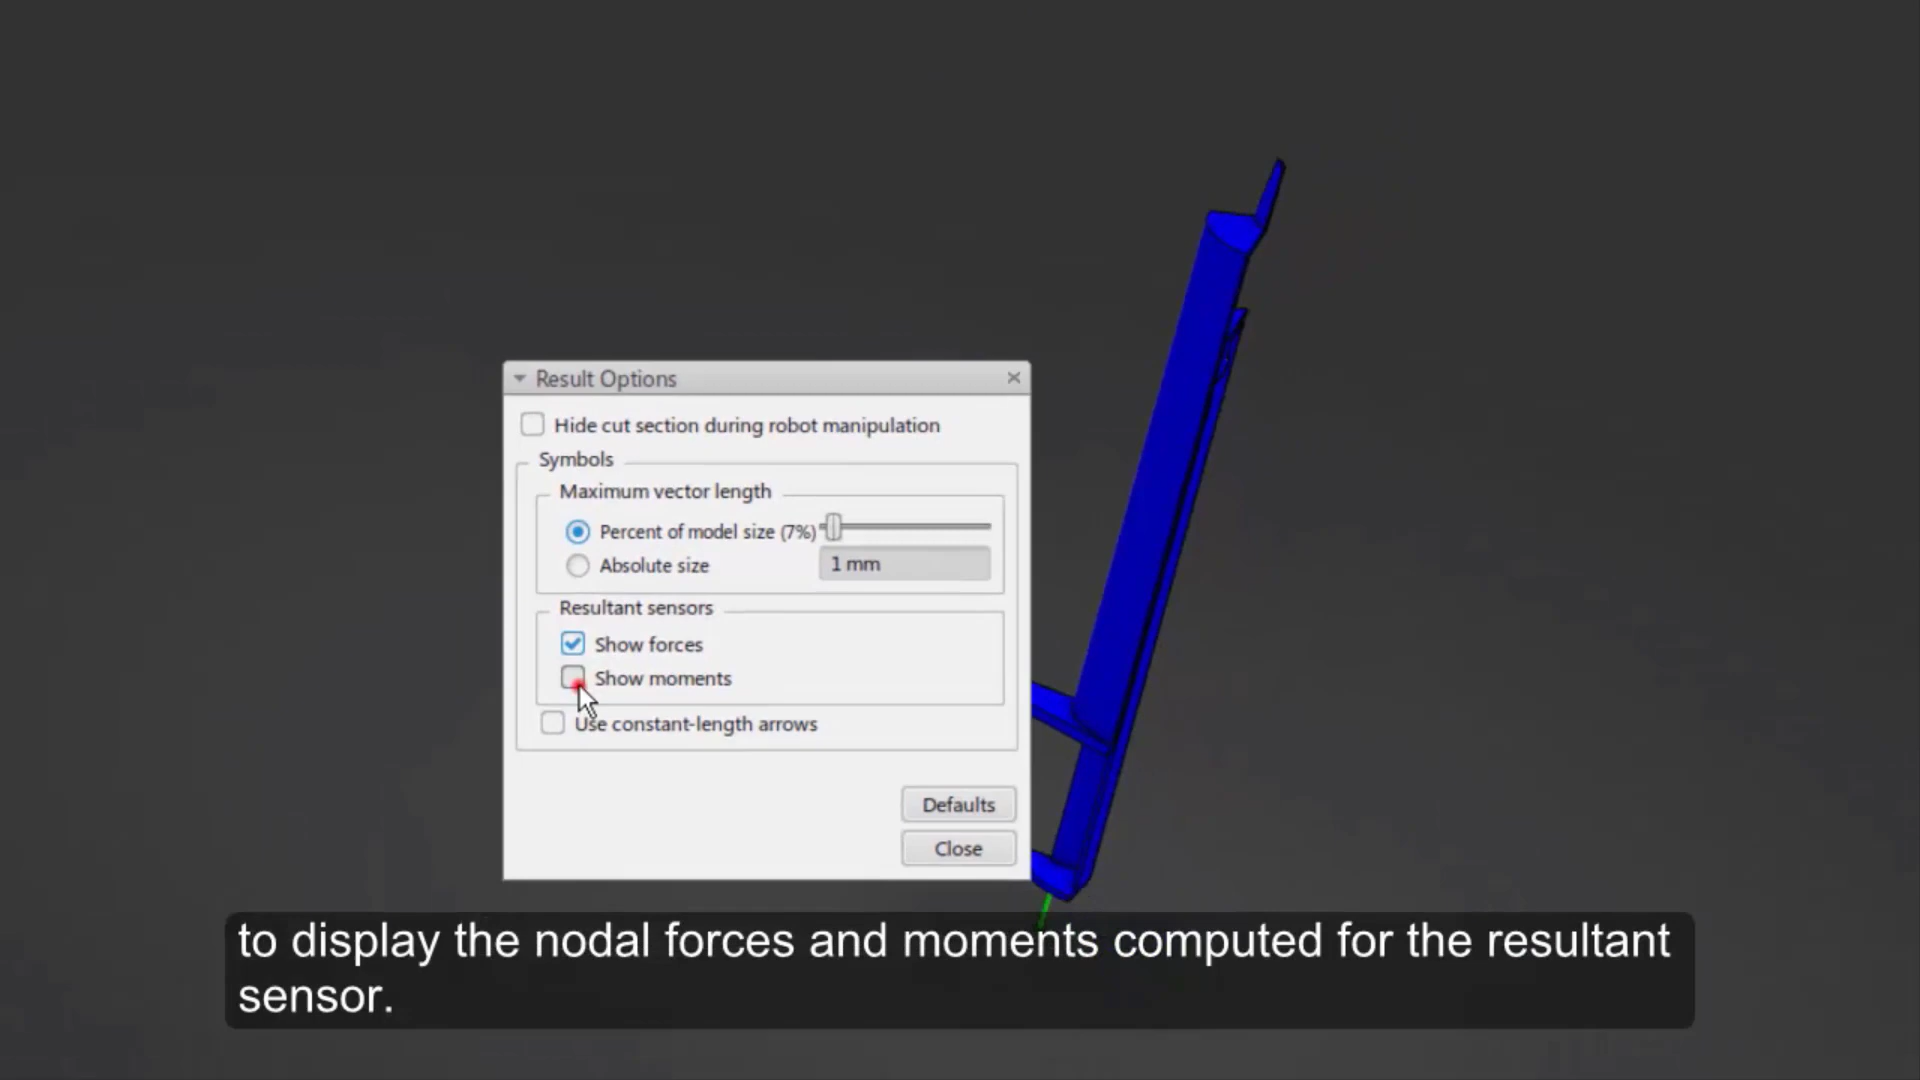 Result Options
Hide cut section during robot manipulation
Symbols
Maximum vector length
Percent of model size (7%)
Absolute size
1 mm
Resultant sensors
Show forces
Show moments
Use constant-length arrows
Defaults
Close
to display the nodal forces and moments computed for the resultant
sensor.